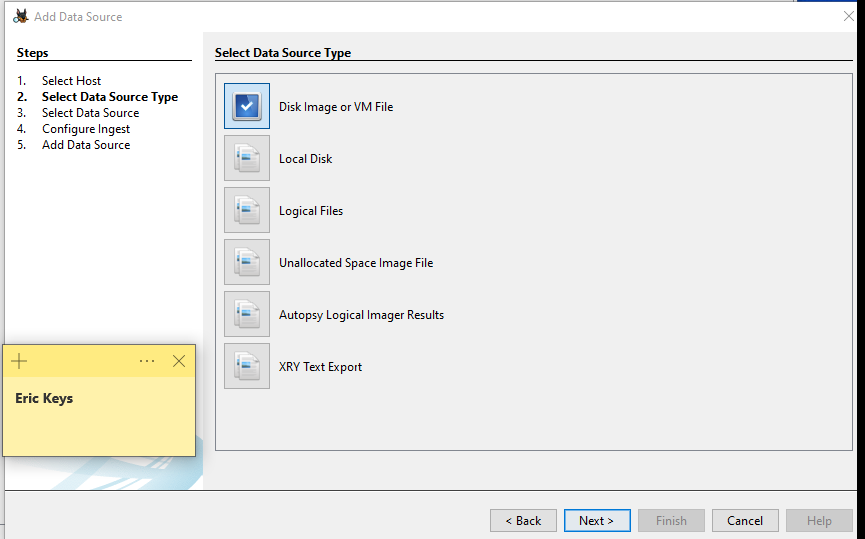 Add Data Source
Steps
1. Select Host
2. Select Data Source Type
3. Select Data Source
4. Configure Ingest
5. Add Data Source
Select Data Source Type
Disk Image or VM File
Local Disk
Logical Files
Unallocated Space Image File
Autopsy Logical Imager Results
XRY Text Export
Eric Keys
< Back Next > Finish Cancel Help